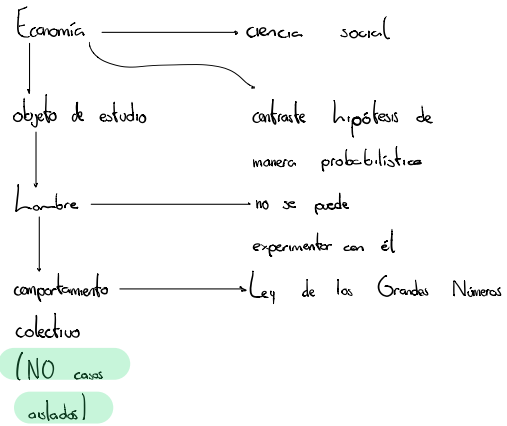 Economía ciencia social
objeto de estudio contraste hipótesis de
manera probabilística
Hombre no se puede
experimentar con él
comportamiento Ley de los Grandes Números
colectivo
(NO casos
aislados)